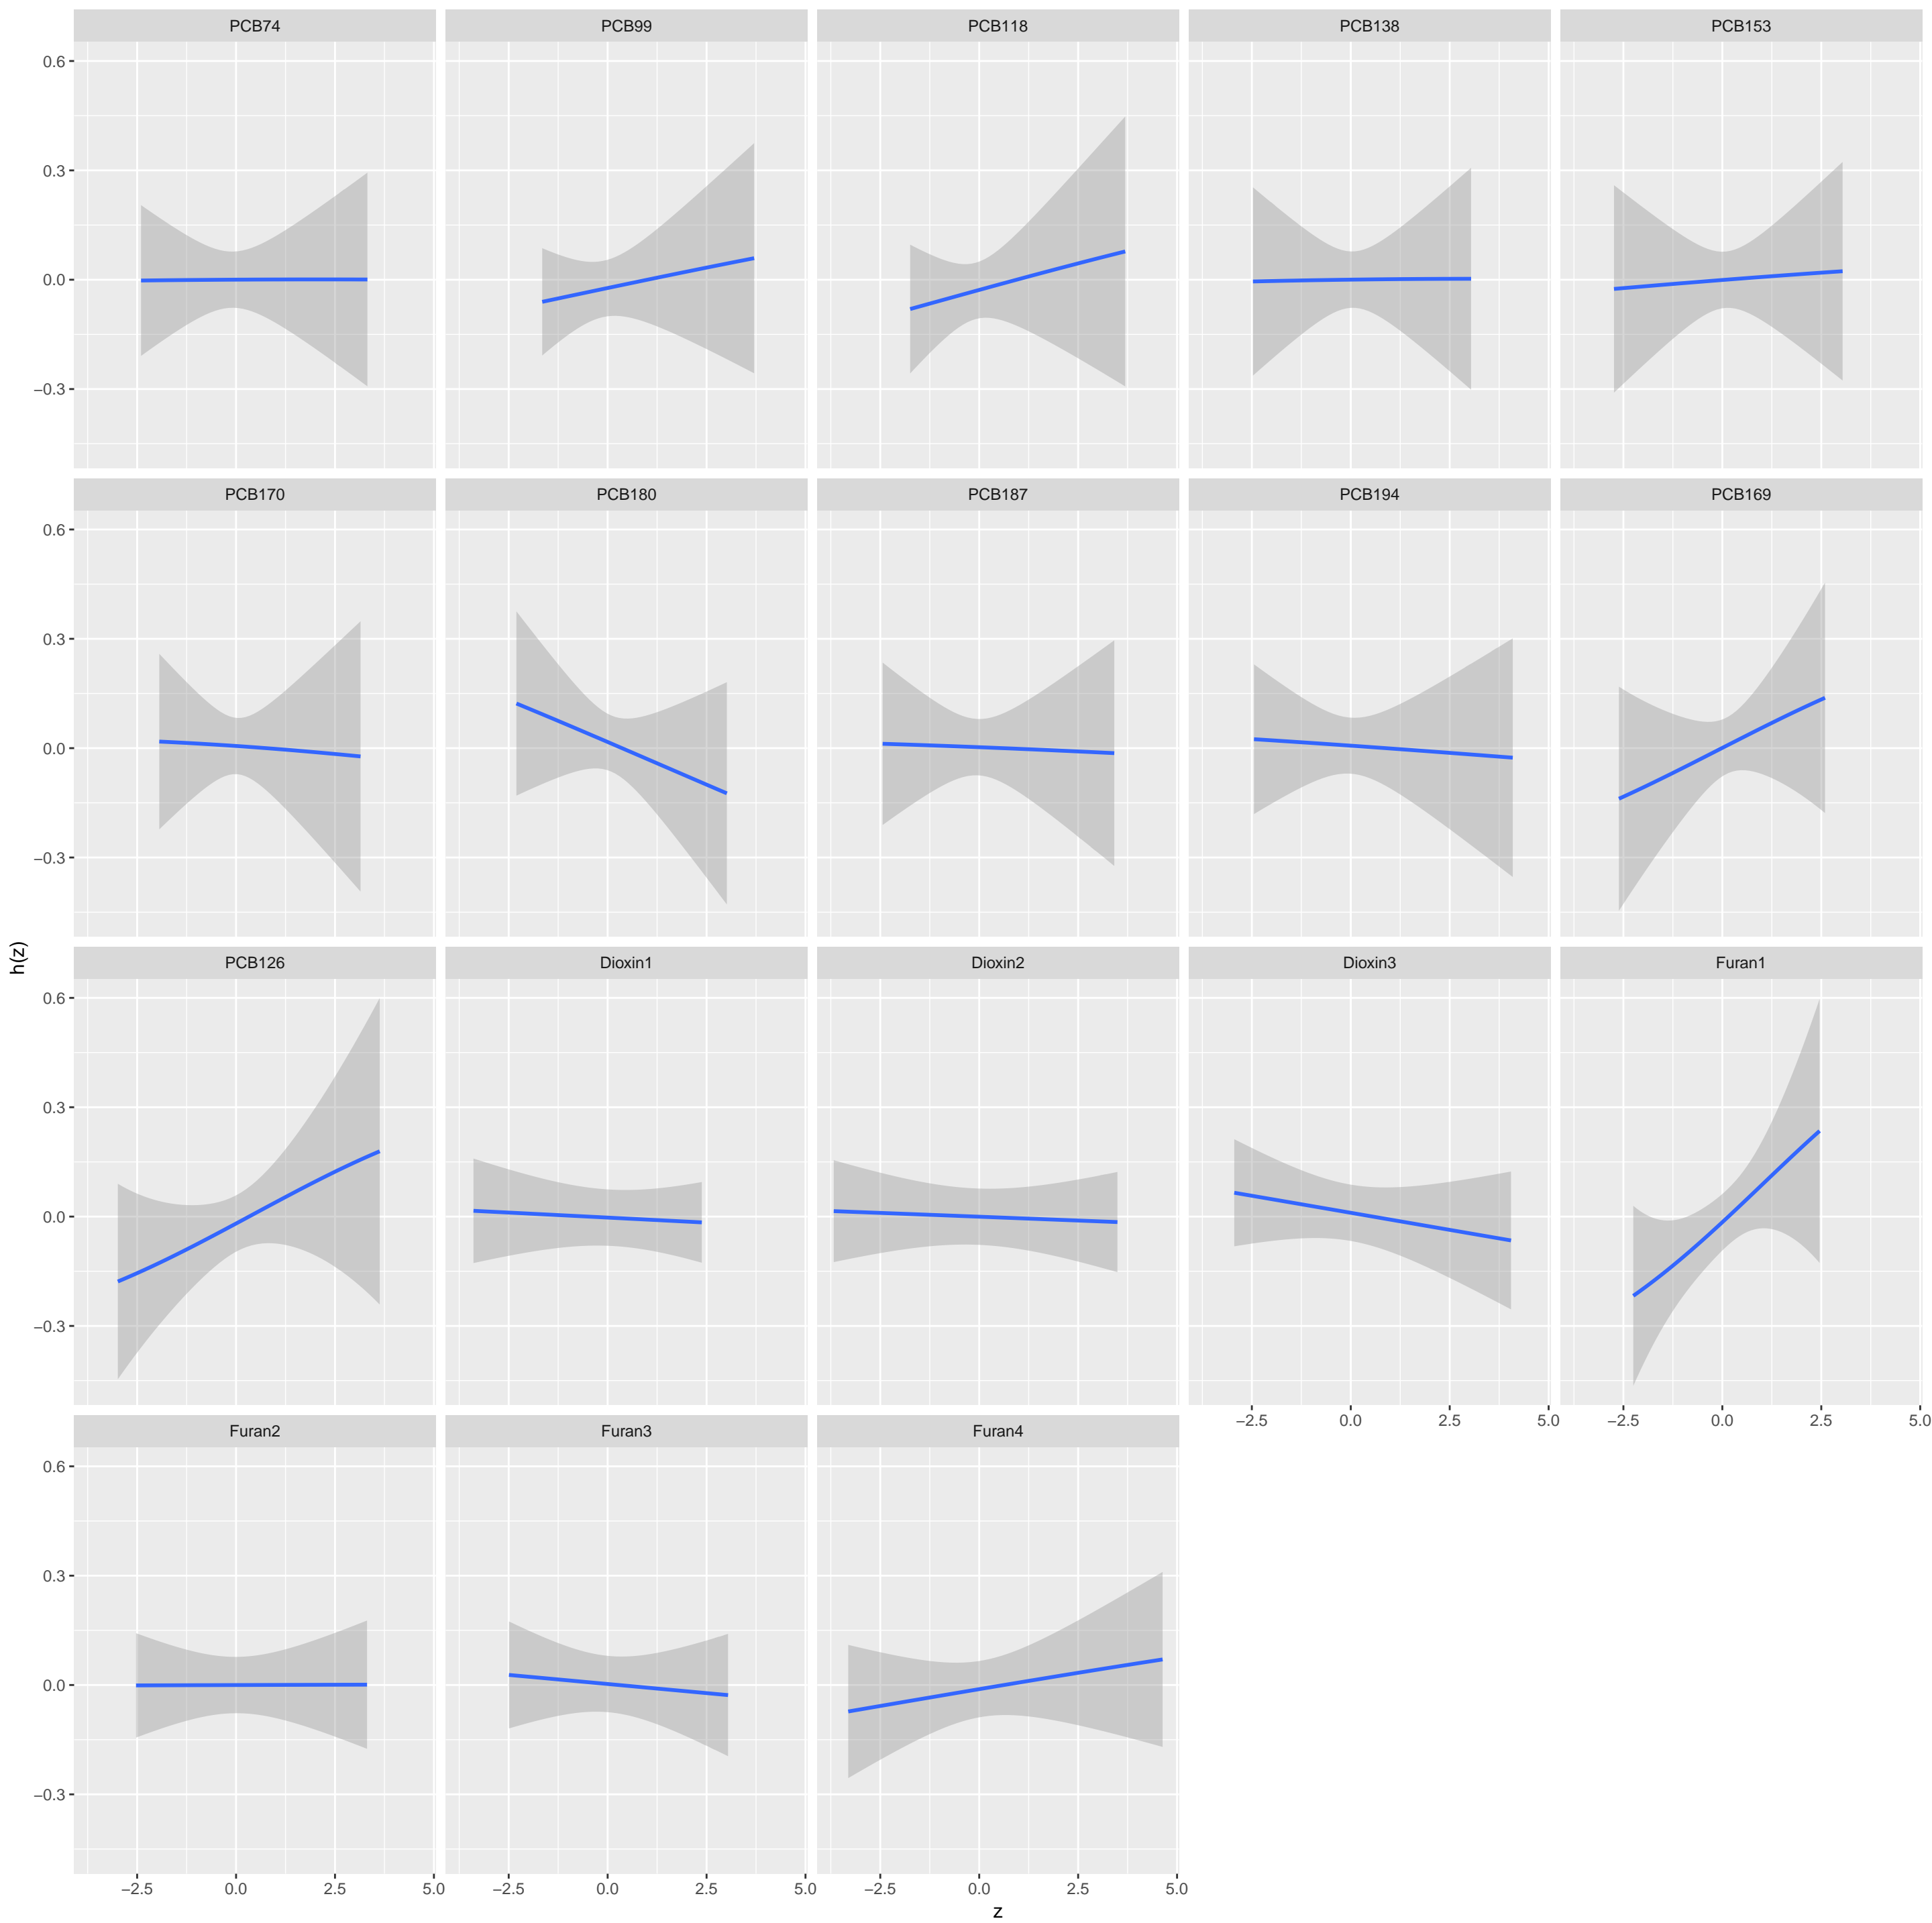 PCB74 PCB99 PCB118 PCB138 PCB153
0.6
0.3
0.0
−0.3
PCB170 PCB180 PCB187 PCB194 PCB169
0.6
0.3
0.0
−0.3
h(z)
PCB126 Dioxin1 Dioxin2 Dioxin3 Furan1
0.6
0.3
0.0
−0.3
−2.5 0.0 2.5 5.0 −2.5 0.0 2.5 5.0
Furan2 Furan3 Furan4
0.6
0.3
0.0
−0.3
−2.5 0.0 2.5 5.0 −2.5 0.0 2.5 5.0 −2.5 0.0 2.5 5.0
z